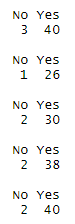 No Yes
3 40
No Yes
1 26
No Yes
2 30
No Yes
2 38
No Yes
2 40